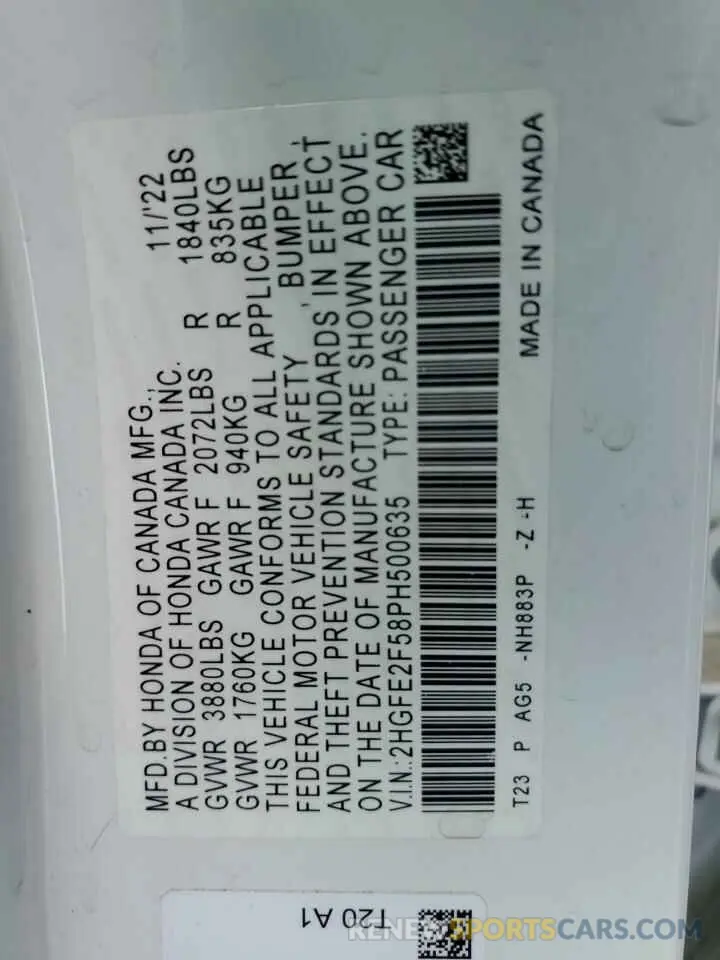 MFD.BY HONDA OF CANADA MFG., 11/'22
A DIVISION OF HONDA CANADA INC.
GVWR 3880LBS GAWR F 2072LBS R 1840LBS
GVWR 1760KG GAWR F 940KG R 835KG
THIS VEHICLE CONFORMS TO ALL APPLICABLE
FEDERAL MOTOR VEHICLE SAFETY , BUMPER ,
AND THEFT PREVENTION STANDARDS IN EFFECT
ON THE DATE OF MANUFACTURE SHOWN ABOVE.
V.I.N.:2HGFE2F58PH500635 TYPE: PASSENGER CAR
T23 P AG5 -NH883P -Z -H MADE IN CANADA
T20 A1
RENEWSPORTSCARS.COM